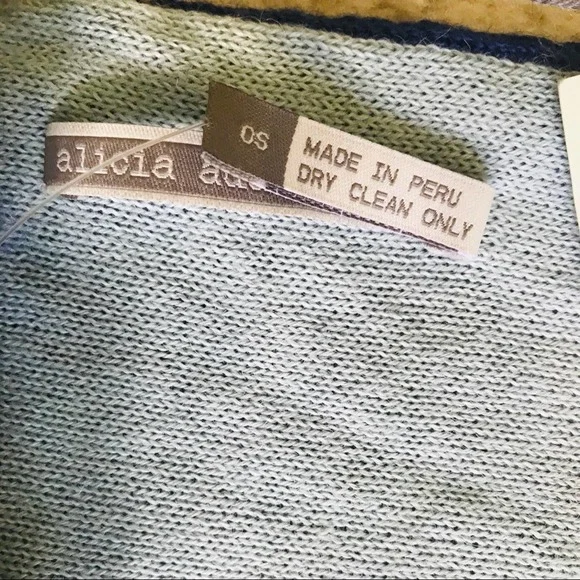 alicia
OS
MADE IN PERU
DRY CLEAN ONLY